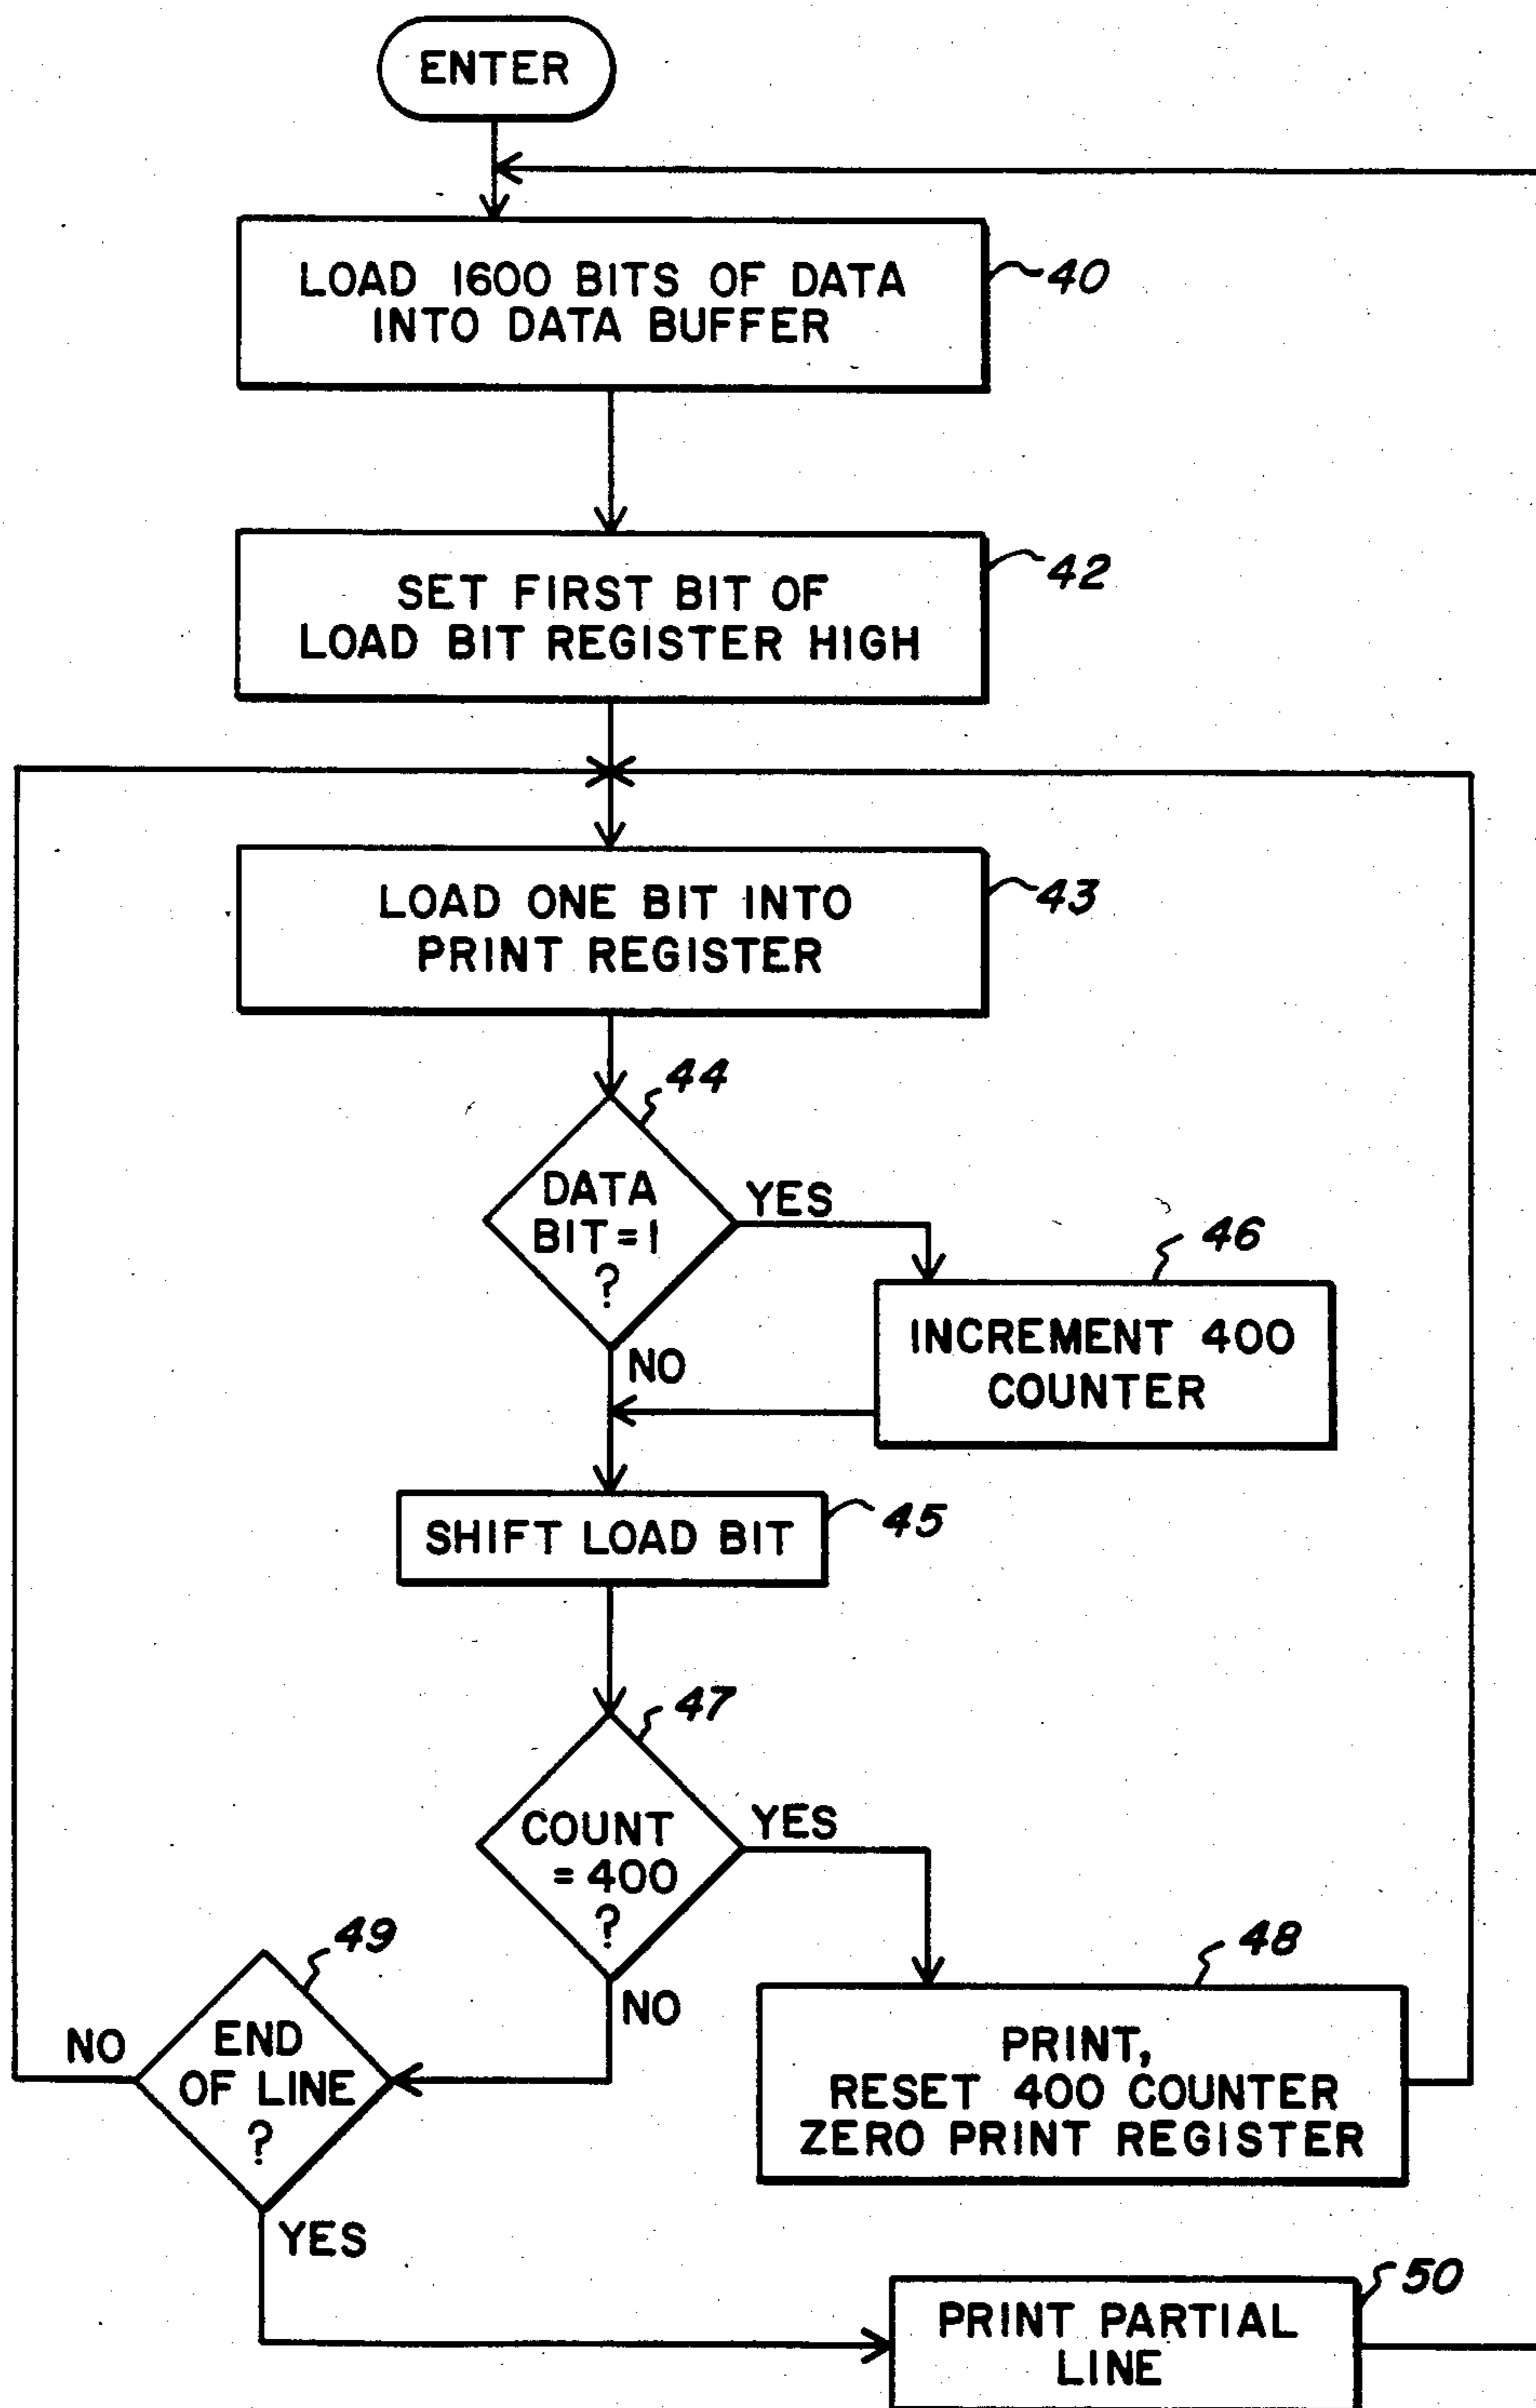 ENTER
LOAD 1600 BITS OF DATA
INTO DATA BUFFER
40
SET FIRST BIT OF
LOAD BIT REGISTER HIGH
42
LOAD ONE BIT INTO
PRINT REGISTER
43
44
DATA
BIT=1
?
YES
NO
46
INCREMENT 400
COUNTER
SHIFT LOAD BIT
45
47
COUNT
=400
?
YES
NO
49
END
OF LINE
?
NO
YES
48
PRINT,
RESET 400 COUNTER
ZERO PRINT REGISTER
50
PRINT PARTIAL
LINE